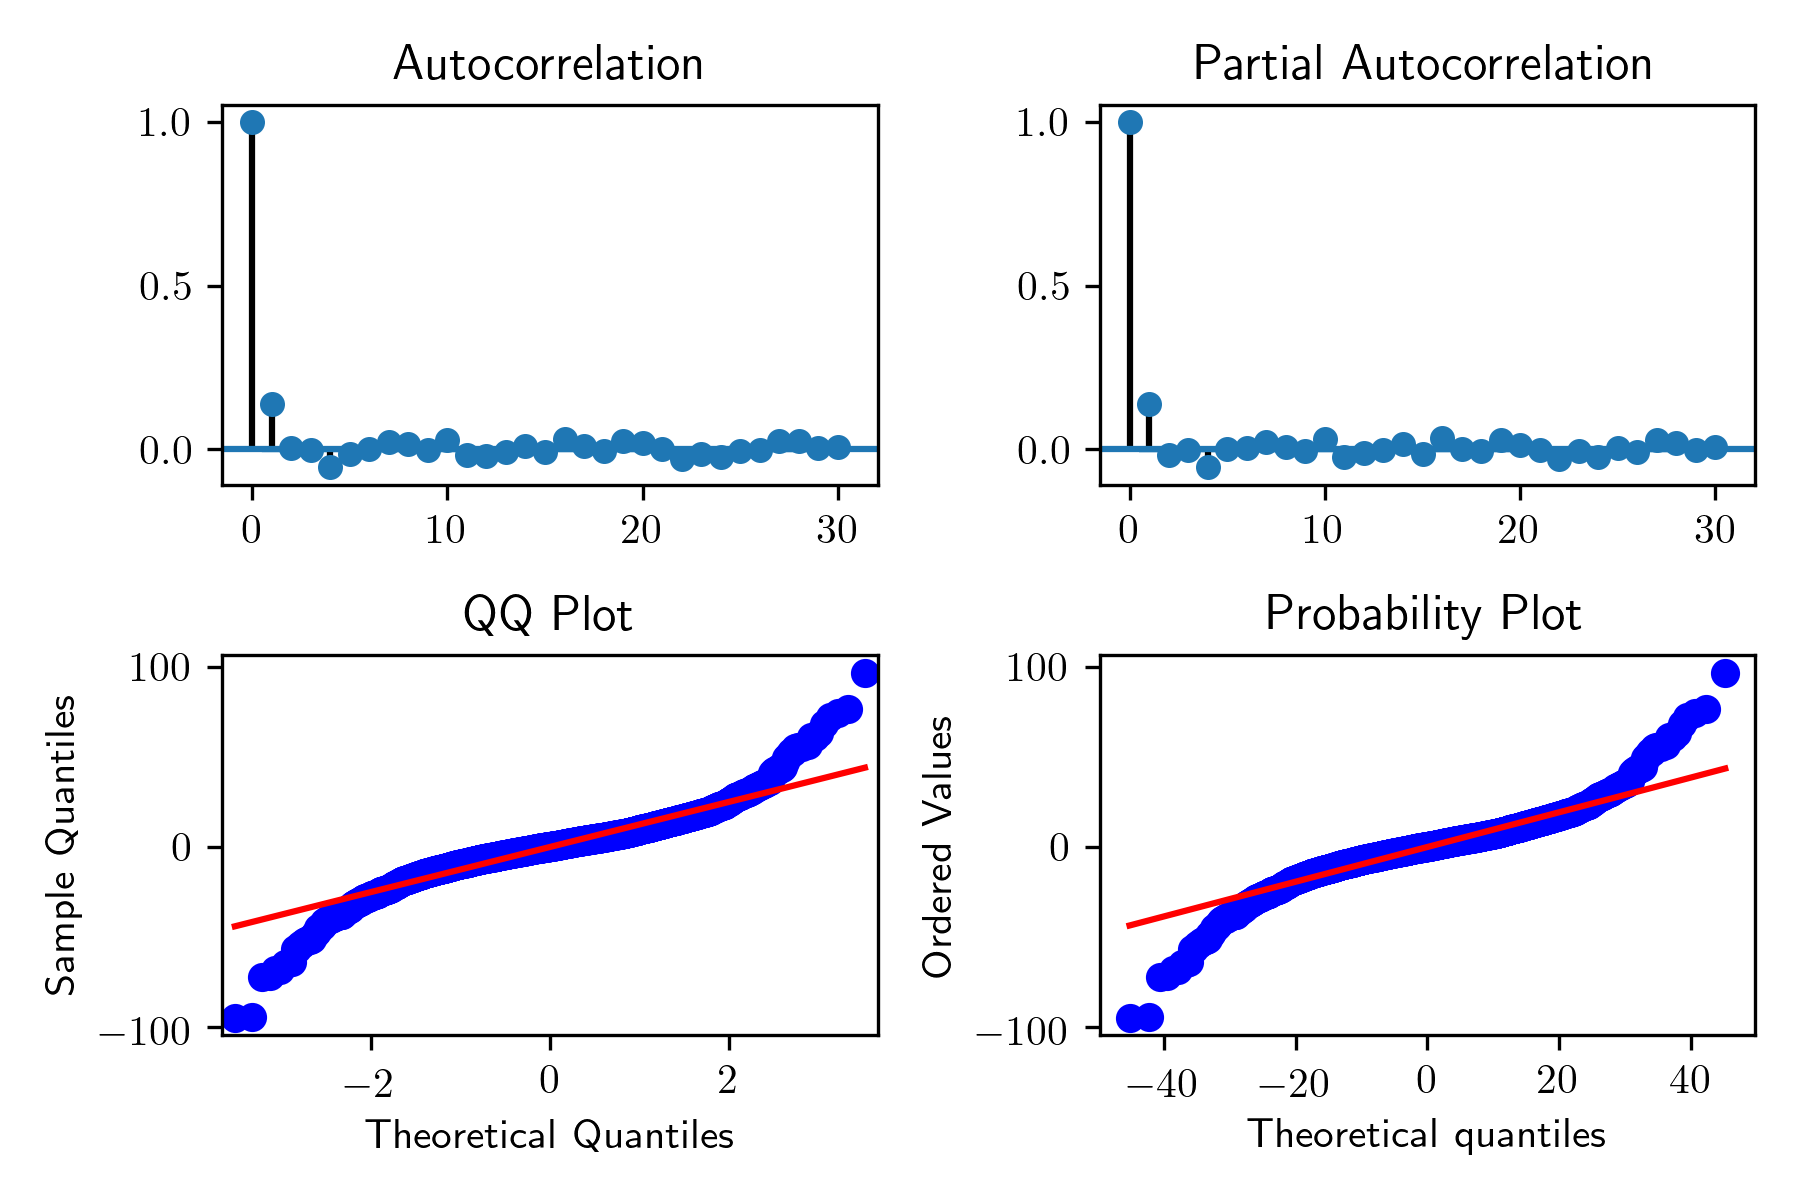 Autocorrelation
1.0
0.5
0.0
0 10 20 30
Partial Autocorrelation
1.0
0.5
0.0
0 10 20 30
QQ Plot
Sample Quantiles
100
0
−100
−2 0 2
Theoretical Quantiles
Probability Plot
Ordered Values
100
0
−100
−40 −20 0 20 40
Theoretical quantiles